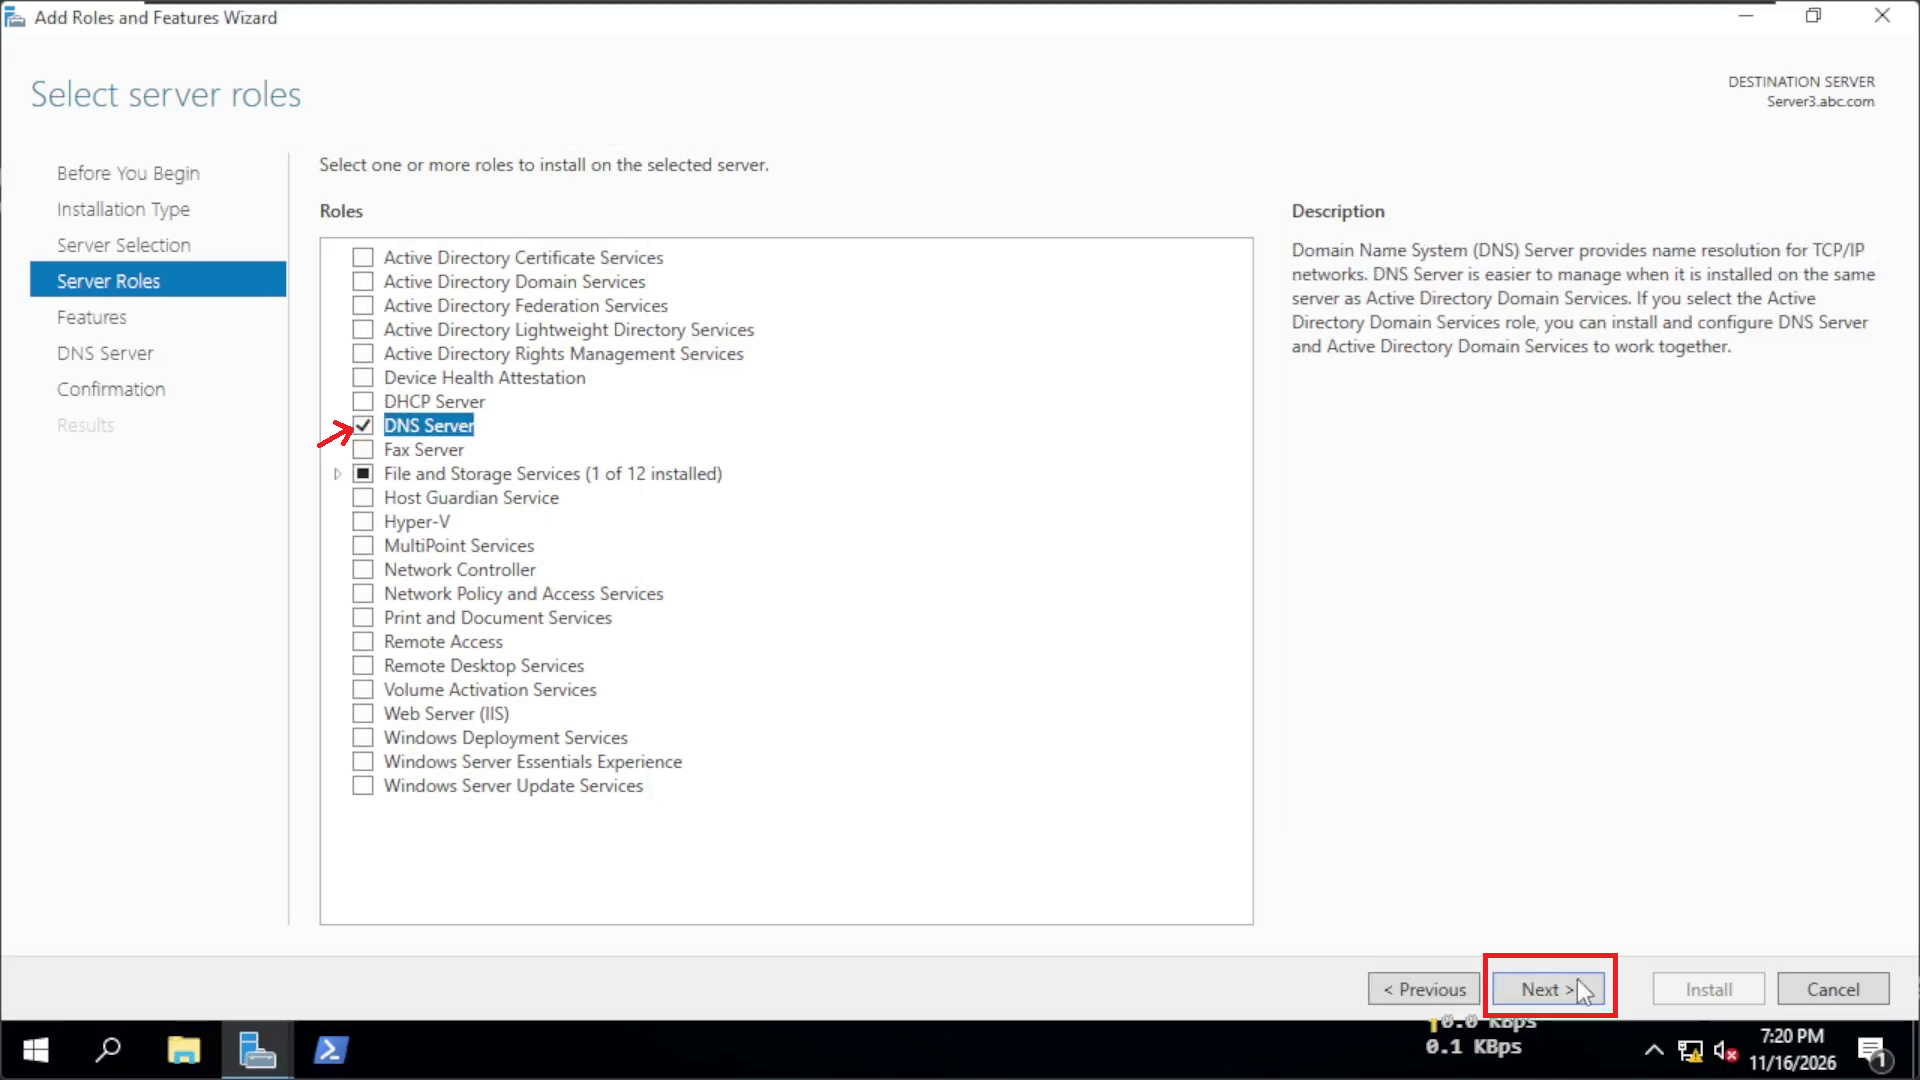 Add Roles and Features Wizard
Select server roles
DESTINATION SERVER
Server3.abc.com
Before You Begin
Installation Type
Server Selection
Server Roles
Features
DNS Server
Confirmation
Results
Select one or more roles to install on the selected server.
Roles
Active Directory Certificate Services
Active Directory Domain Services
Active Directory Federation Services
Active Directory Lightweight Directory Services
Active Directory Rights Management Services
Device Health Attestation
DHCP Server
DNS Server
Fax Server
File and Storage Services (1 of 12 installed)
Host Guardian Service
Hyper-V
MultiPoint Services
Network Controller
Network Policy and Access Services
Print and Document Services
Remote Access
Remote Desktop Services
Volume Activation Services
Web Server (IIS)
Windows Deployment Services
Windows Server Essentials Experience
Windows Server Update Services
Description
Domain Name System (DNS) Server provides name resolution for TCP/IP
networks. DNS Server is easier to manage when it is installed on the same
server as Active Directory Domain Services. If you select the Active
Directory Domain Services role, you can install and configure DNS Server
and Active Directory Domain Services to work together.
< Previous
Next >
Install
Cancel
0.0 KBps
0.1 KBps
7:20 PM
11/16/2026
1